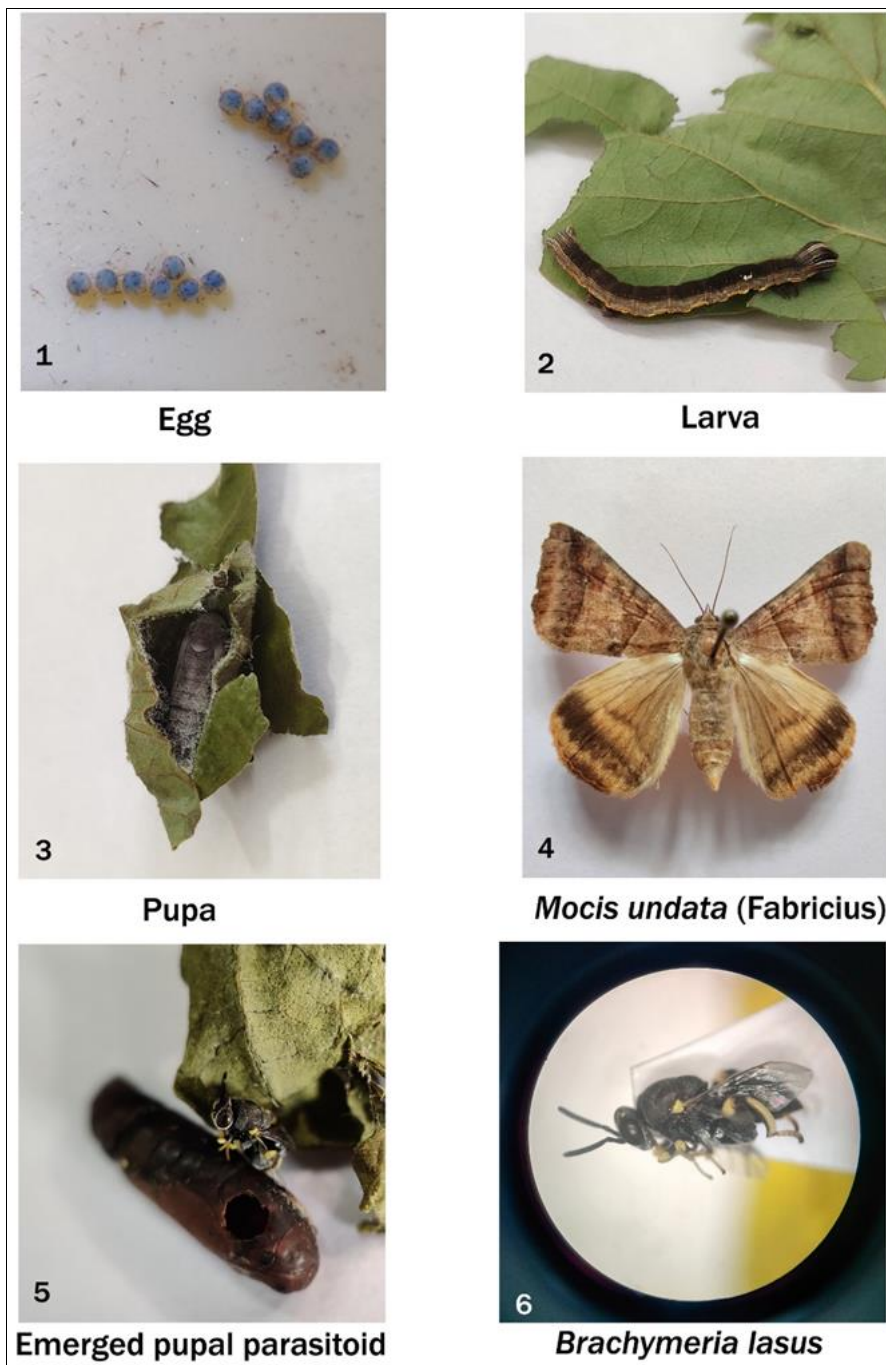 1
2
Egg
Larva
3
4
Pupa
Mocis undata (Fabricius)
5
6
Emerged pupal parasitoid
Brachymeria lasus